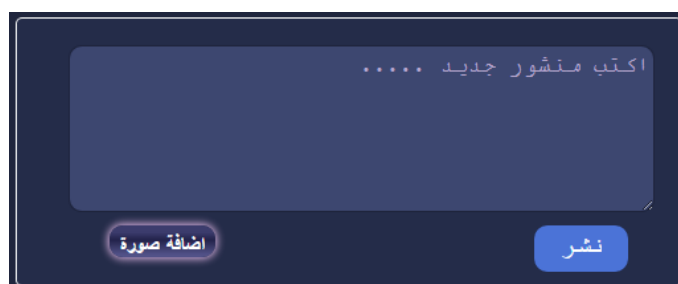 اكتب منشور جديد .....
نشر
اضافة صورة